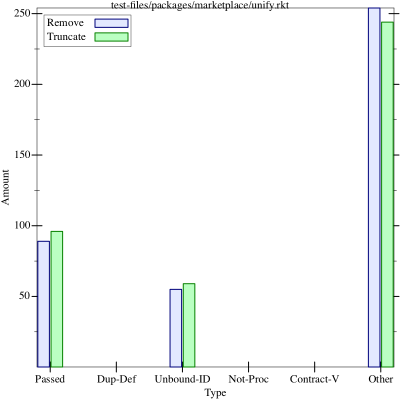 test-files/packages/marketplace/unify.rkt
Remove
Truncate
250
200
150
100
50
Amount
Passed Dup-Def Unbound-ID Not-Proc Contract-V Other
Type